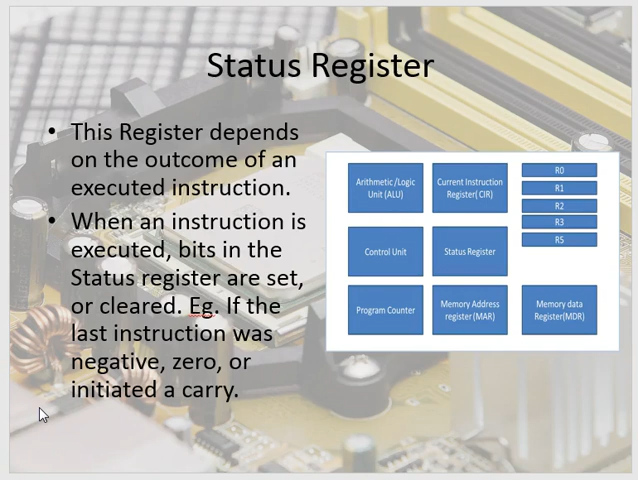 Status Register
• This Register depends
on the outcome of an
executed instruction.
• When an instruction is
executed, bits in the
Status register are set,
or cleared. Eg. If the
last instruction was
negative, zero, or
initiated a carry.
Arithmetic /Logic
Unit (ALU)
Current Instruction
Register( CIR)
R0
R1
R2
R3
R5
Control Unit
Status Register
Program Counter
Memory Address
register (MAR)
Memory data
Register(MDR)